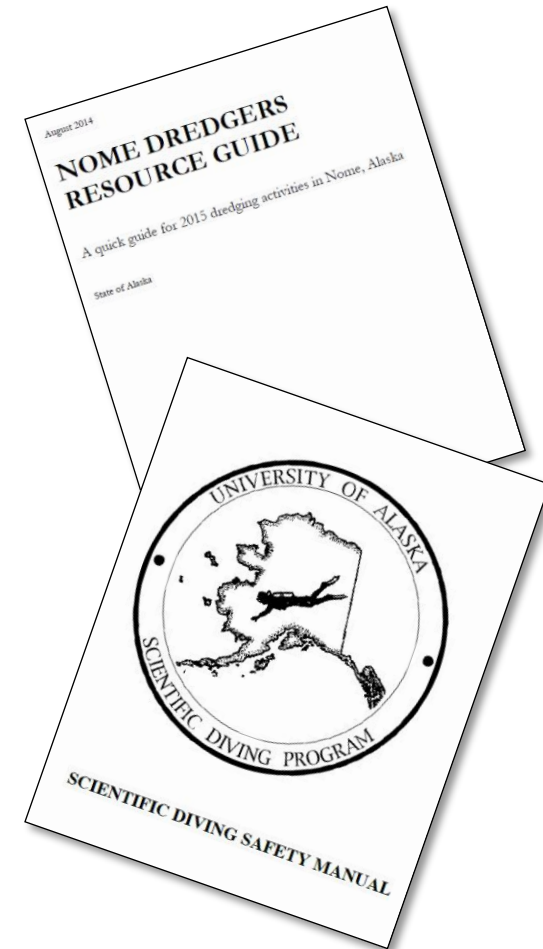 August 2014
NOME DREDGERS
RESOURCE GUIDE
A quick guide for 2015 dredging activities in Nome, Alaska
State of Alaska
UNIVERSITY OF ALASKA
SCIENTIFIC DIVING PROGRAM
SCIENTIFIC DIVING SAFETY MANUAL